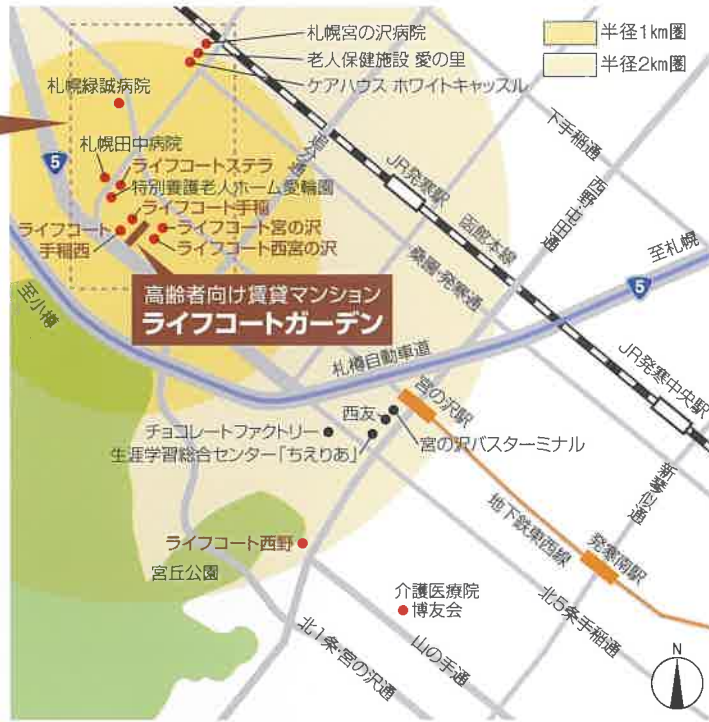 札幌宮の沢病院
老人保健施設 愛の里
ケアハウス ホワイトキャッスル
半径1km圏
半径2km圏
札幌緑誠病院
下手稲通
追分通
札幌田中病院
5
ライフコートステラ
特別養護老人ホーム愛輪園
JR発寒駅
西野屯田通
ライフコート手稲
ライフコート
手稲西
ライフコート宮の沢
ライフコート西宮の沢
函館本線
桑園・発寒通
至札幌
5
高齢者向け賃貸マンション
ライフコートガーデン
至小樽
札樽自動車道
JR発寒中央駅
宮の沢駅
西友
チョコレートファクトリー
宮の沢バスターミナル
生涯学習総合センター「ちえりあ」
新琴似通
地下鉄東西線
発寒南駅
ライフコート西野
宮丘公園
介護医療院
博友会
北5条手稲通
山の手通
北1条・宮の沢通
N